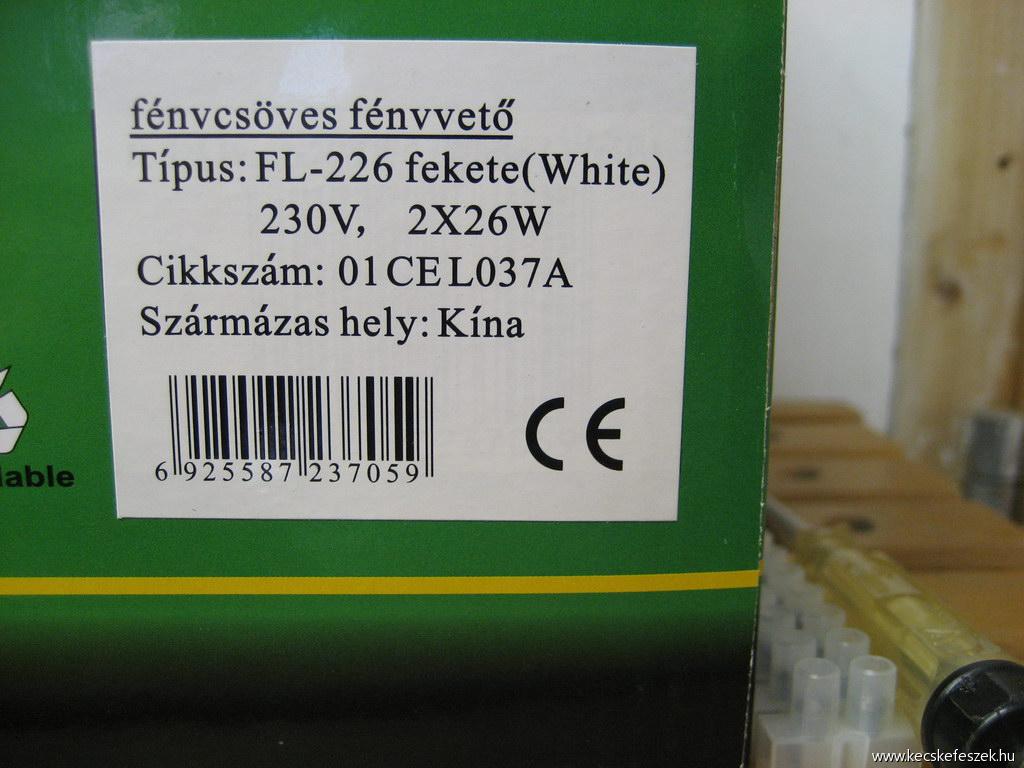 fénvcsöves fénvvető
Típus: FL-226 fekete(White)
230V, 2X26W
Cikkszám: 01CEL037A
Származás hely: Kína
6 925587 237059
CE
lable
www.kecskefeszek.hu